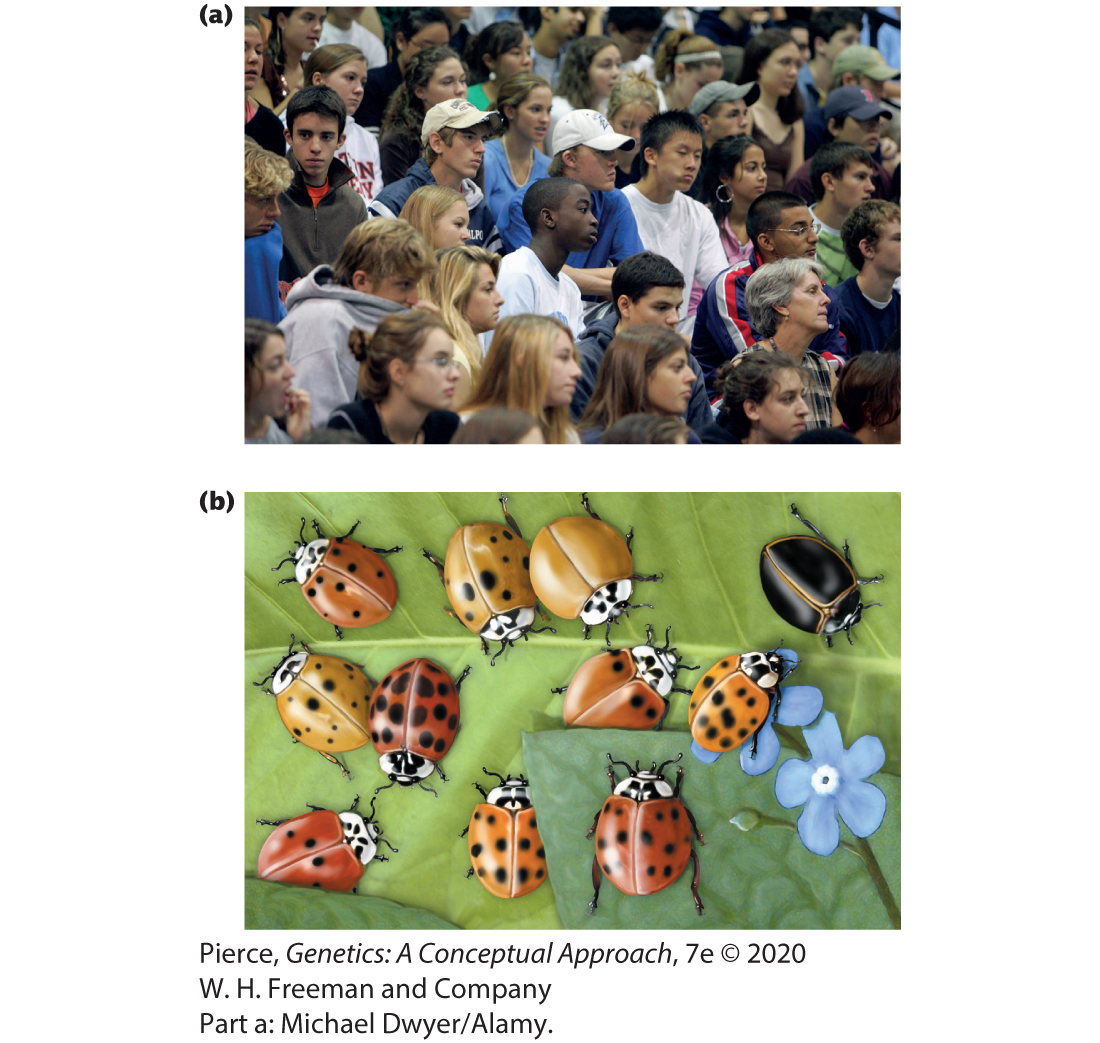 (a)
(b)
Pierce, Genetics: A Conceptual Approach, 7e © 2020
W. H. Freeman and Company
Part a: Michael Dwyer/Alamy.